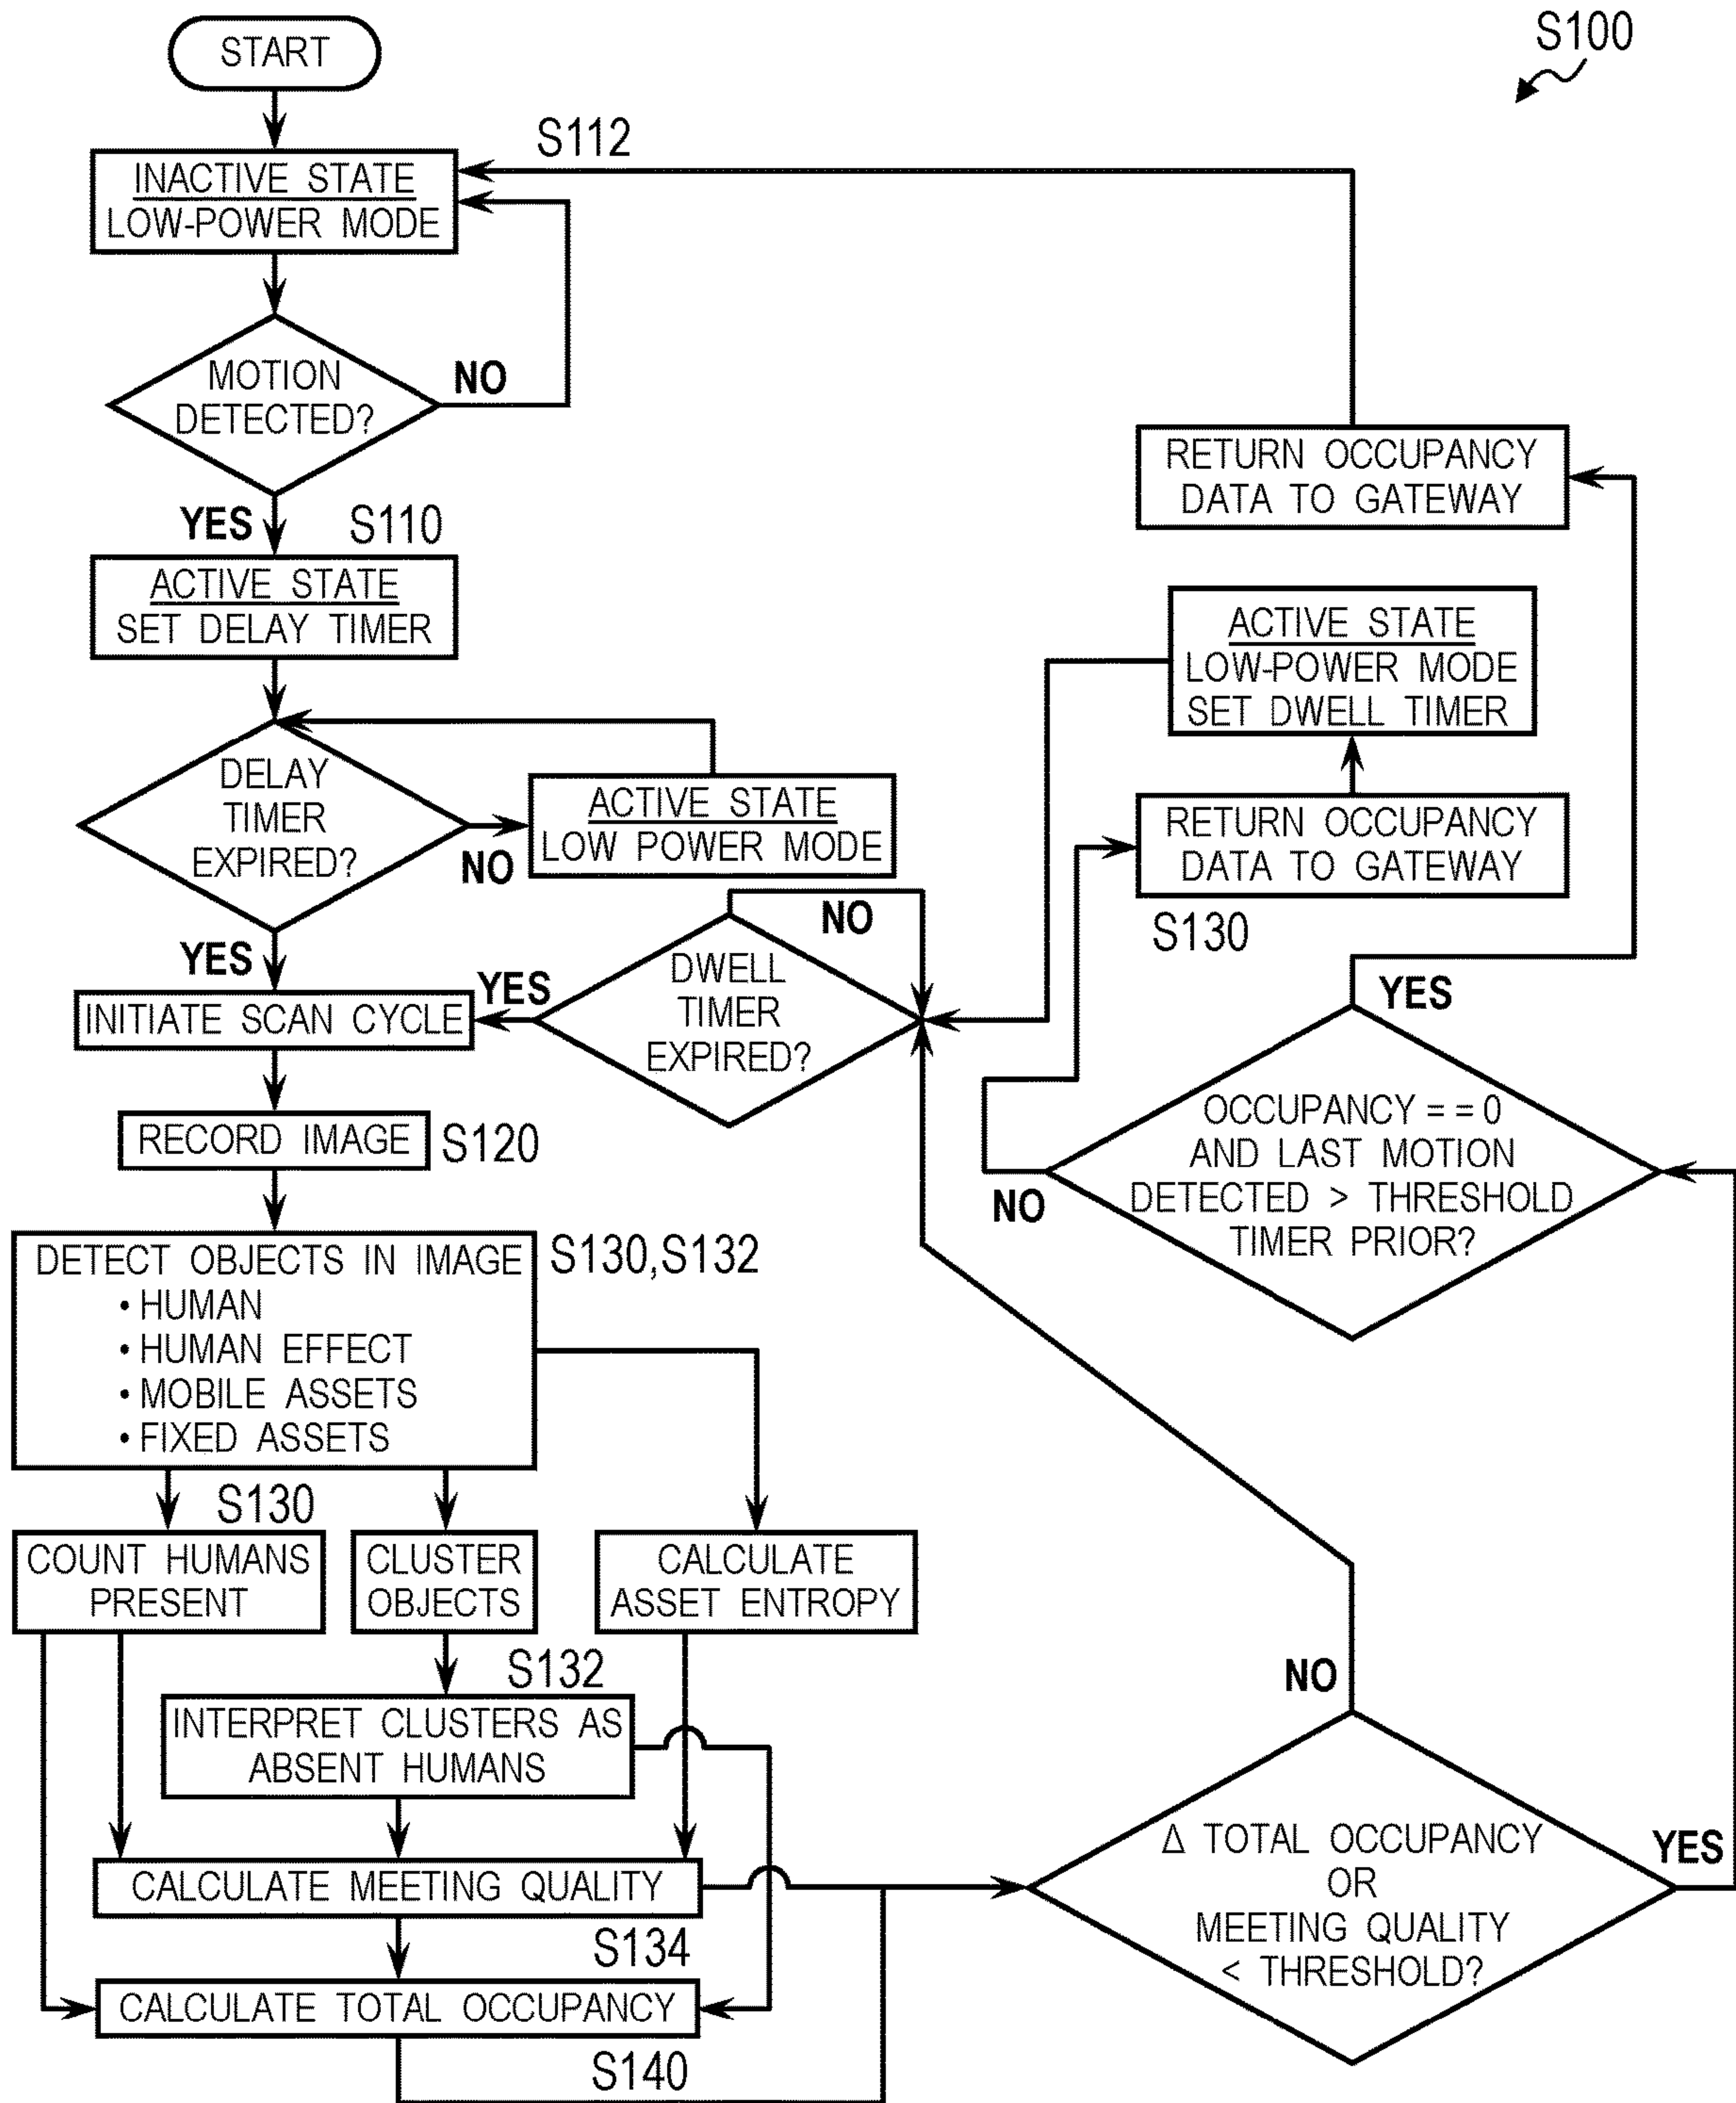 START
S100
S112
INACTIVE STATE
LOW-POWER MODE
MOTION
DETECTED?
NO
YES
S110
ACTIVE STATE
SET DELAY TIMER
DELAY
TIMER
EXPIRED?
NO
ACTIVE STATE
LOW POWER MODE
YES
INITIATE SCAN CYCLE
YES
DWELL
TIMER
EXPIRED?
NO
RETURN OCCUPANCY
DATA TO GATEWAY
ACTIVE STATE
LOW-POWER MODE
SET DWELL TIMER
RETURN OCCUPANCY
DATA TO GATEWAY
S130
YES
OCCUPANCY = = 0
AND LAST MOTION
DETECTED > THRESHOLD
TIMER PRIOR?
NO
RECORD IMAGE
S120
DETECT OBJECTS IN IMAGE
• HUMAN
• HUMAN EFFECT
• MOBILE ASSETS
• FIXED ASSETS
S130,S132
S130
COUNT HUMANS
PRESENT
CLUSTER
OBJECTS
CALCULATE
ASSET ENTROPY
S132
INTERPRET CLUSTERS AS
ABSENT HUMANS
CALCULATE MEETING QUALITY
S134
CALCULATE TOTAL OCCUPANCY
S140
NO
Δ TOTAL OCCUPANCY
OR
MEETING QUALITY
< THRESHOLD?
YES